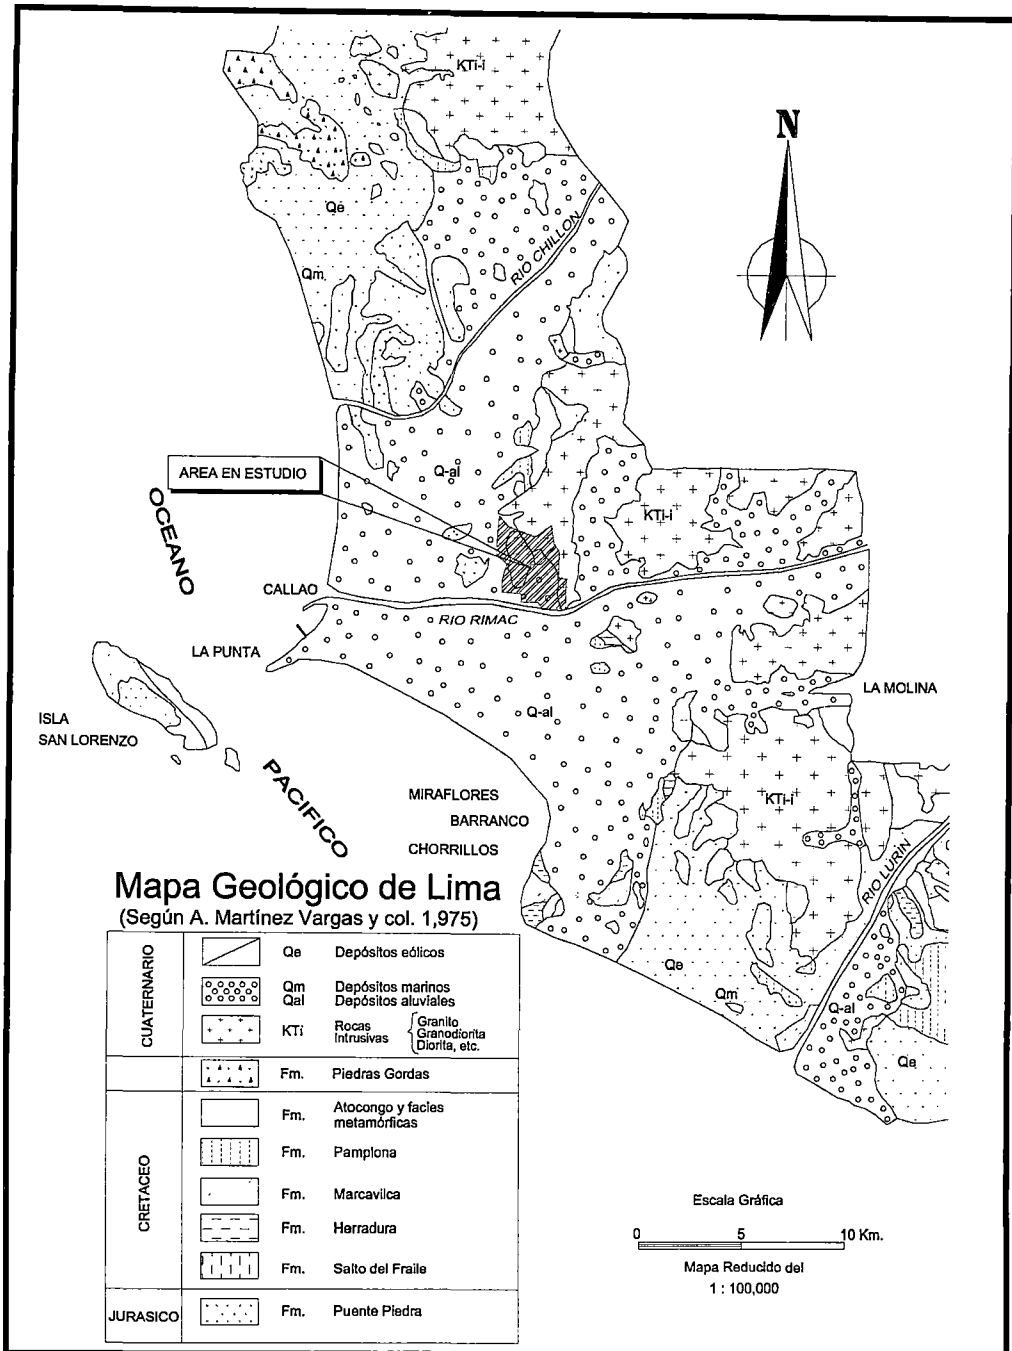 KTi-i
N
Qe
RIO CHILLON
Qm
Q-al
AREA EN ESTUDIO
OCEANO
KTi-i
CALLAO
RIO RIMAC
LA PUNTA
LA MOLINA
Q-al
ISLA
SAN LORENZO
PACIFICO
MIRAFLORES
BARRANCO
KTi-i
CHORRILLOS
RIO LURIN
Qe
Qm
Q-al
Qe
Mapa Geológico de Lima
(Según A. Martínez Vargas y col. 1,975)
CUATERNARIO
Qe Depósitos eólicos
Qm Depósitos marinos
Qal Depósitos aluviales
KTi Rocas Intrusivas
Granito
Granodiorita
Diorita, etc.
Fm. Piedras Gordas
CRETACEO
Fm. Atocongo y facies
metamórficas
Fm. Pamplona
Fm. Marcavilca
Fm. Herradura
Fm. Salto del Fraile
JURASICO
Fm. Puente Piedra
Escala Gráfica
0 5 10 Km.
Mapa Reducido del
1 : 100,000